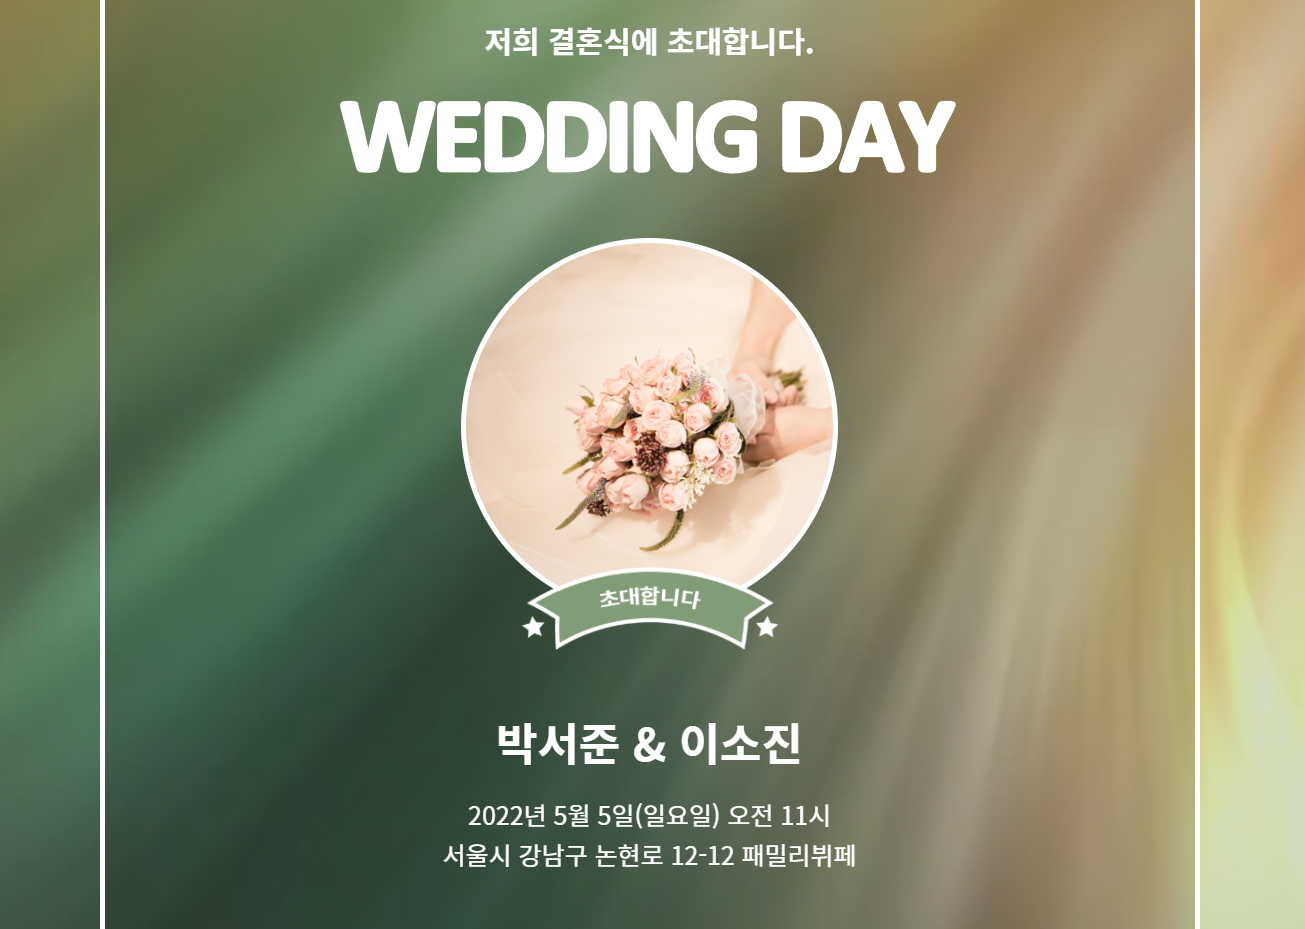 저희 결혼식에 초대합니다.
WEDDING DAY
초대합니다
박서준 & 이소진
2022년 5월 5일(일요일) 오전 11시
서울시 강남구 논현로 12-12 패밀리뷔페